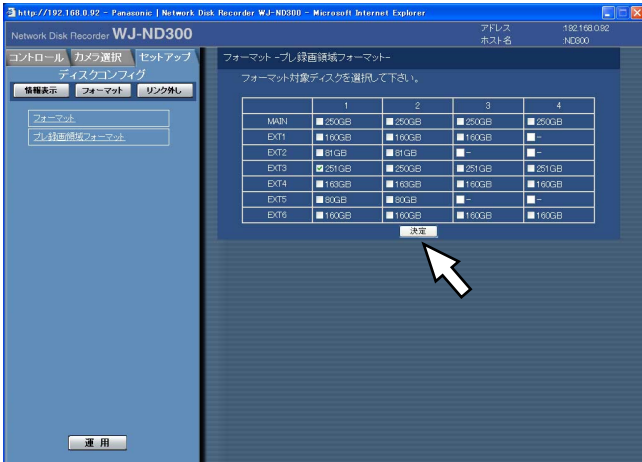 http://192.168.0.92 - Panasonic | Network Disk Recorder WJ-ND300 - Microsoft Internet Explorer
Network Disk Recorder WJ-ND300
アドレス :192.168.0.92
ホスト名 :ND300
コントロール カメラ選択 セットアップ
ディスクコンフィグ
情報表示 フォーマット リンク外し
フォーマット
プレ録画領域フォーマット
フォーマット -プレ録画領域フォーマット-
フォーマット対象ディスクを選択して下さい。
1 2 3 4
MAIN 250GB 250GB 250GB 250GB
EXT1 160GB 160GB 160GB -
EXT2 81GB 81GB - -
EXT3 251GB 251GB 251GB 251GB
EXT4 163GB 163GB 160GB 160GB
EXT5 80GB 80GB - -
EXT6 160GB 160GB 160GB 160GB
決定
運用